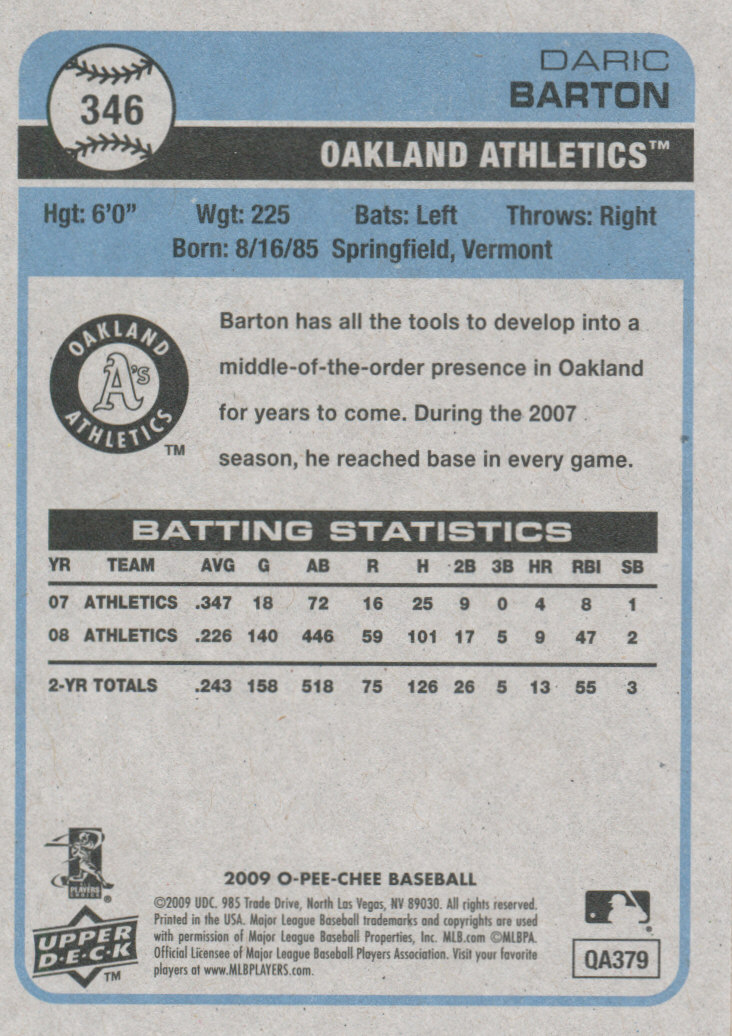 346
DARIC
BARTON
OAKLAND ATHLETICS™
Hgt: 6'0" Wgt: 225 Bats: Left Throws: Right
Born: 8/16/85 Springfield, Vermont
OAKLAND
A's
ATHLETICS
TM
Barton has all the tools to develop into a
middle-of-the-order presence in Oakland
for years to come. During the 2007
season, he reached base in every game.
BATTING STATISTICS
YR TEAM AVG G AB R H 2B 3B HR RBI SB
07 ATHLETICS .347 18 72 16 25 9 0 4 8 1
08 ATHLETICS .226 140 446 59 101 17 5 9 47 2
2-YR TOTALS .243 158 518 75 126 26 5 13 55 3
PLAYERS
CHOICE
®
2009 O-PEE-CHEE BASEBALL
©2009 UDC. 985 Trade Drive, North Las Vegas, NV 89030. All rights reserved.
Printed in the USA. Major League Baseball trademarks and copyrights are used
with permission of Major League Baseball Properties, Inc. MLB.com ©MLBPA.
Official Licensee of Major League Baseball Players Association. Visit your favorite
players at www.MLBPLAYERS.com.
UPPER
D·E·C·K
TM
®
QA379